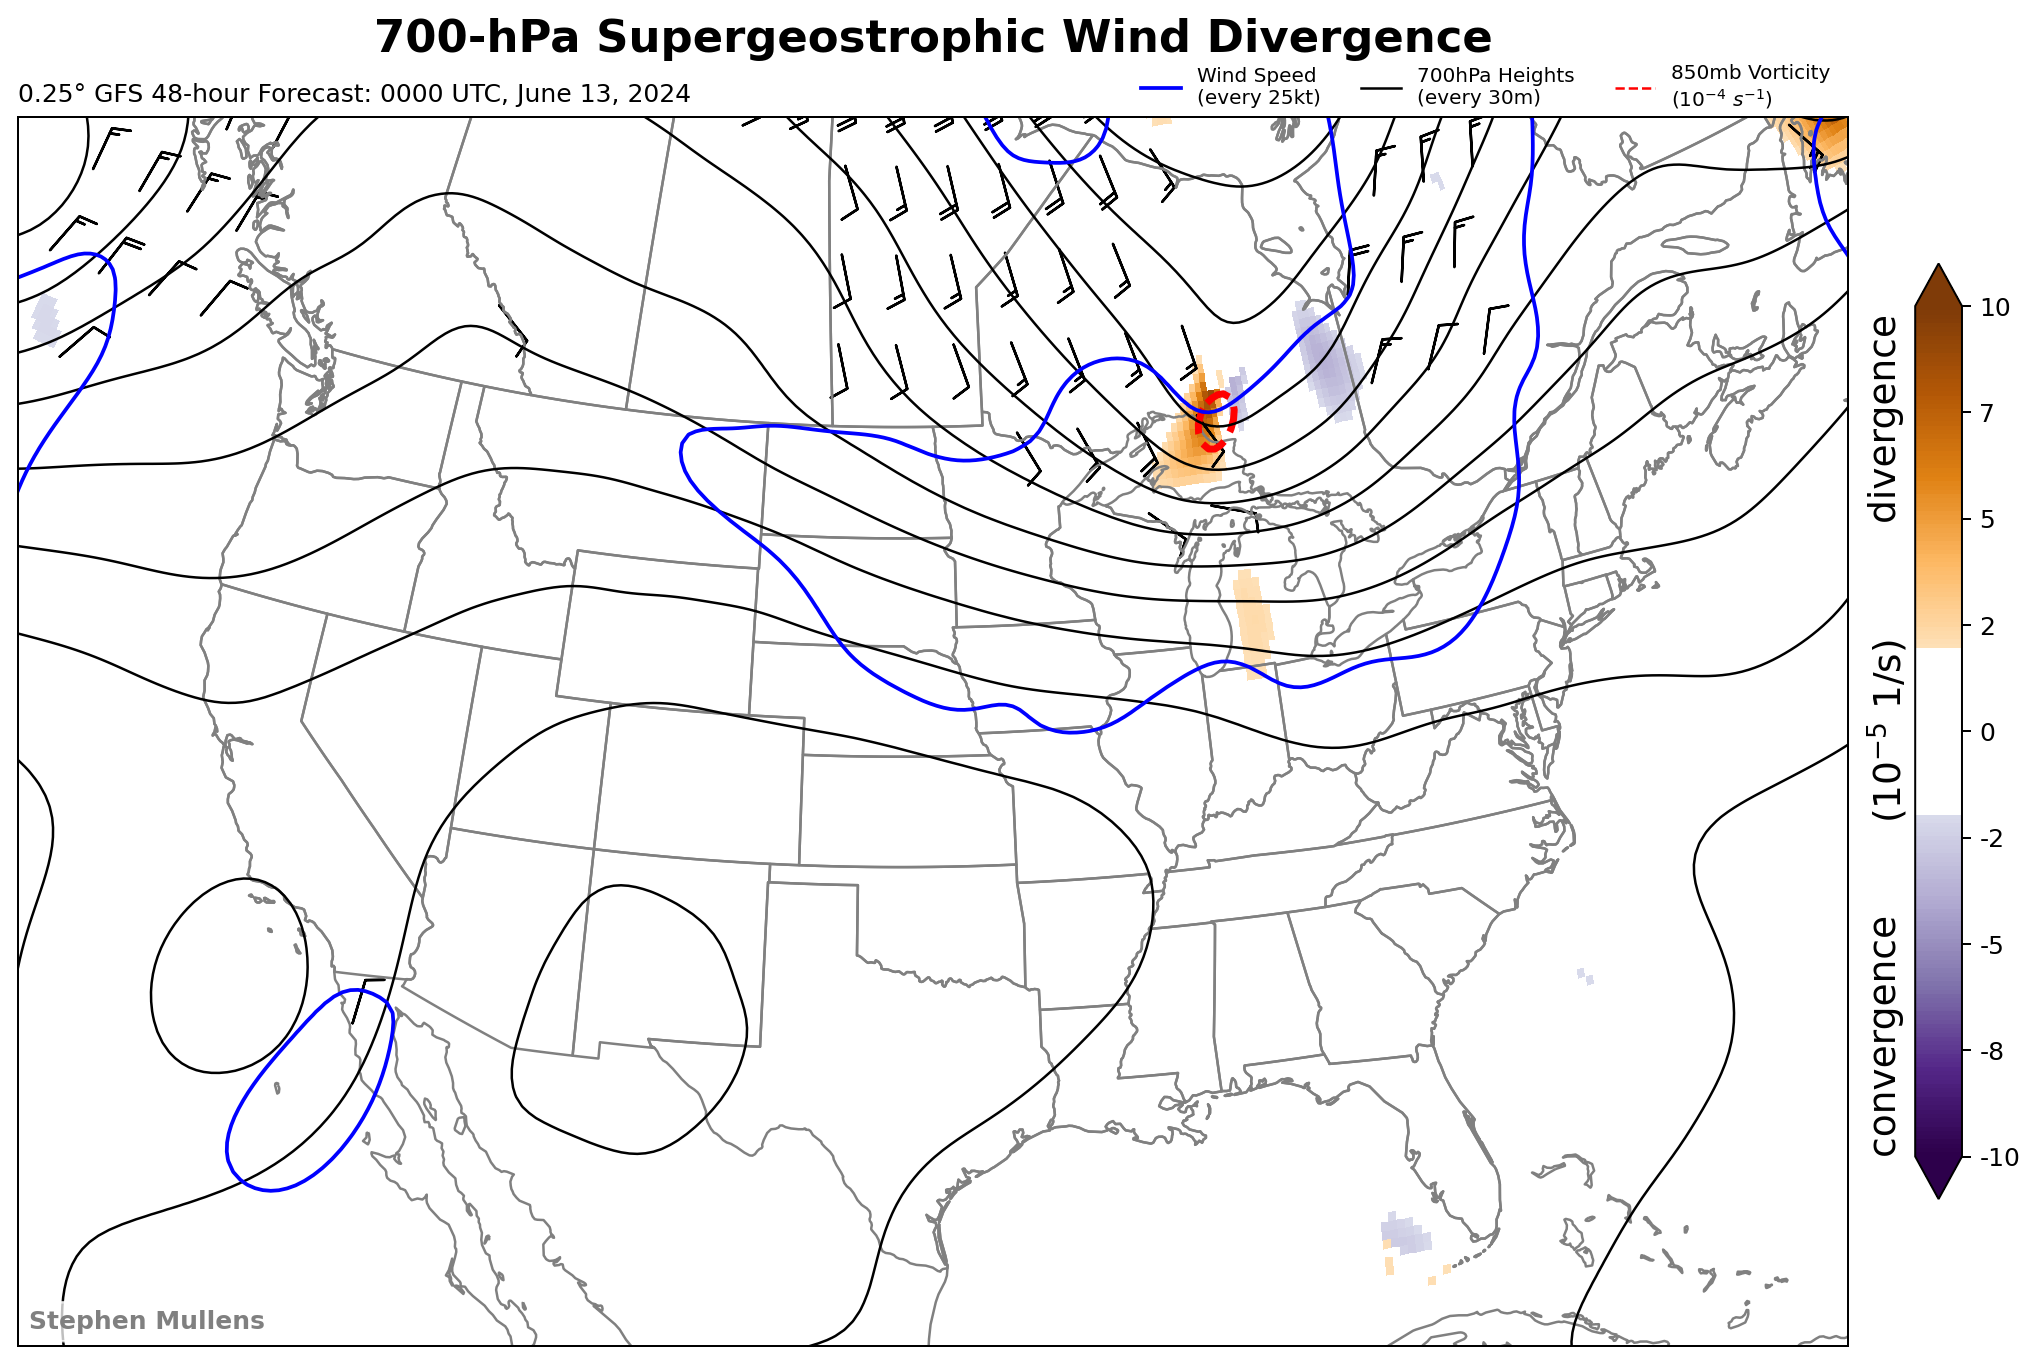 700-hPa Supergeostrophic Wind Divergence
0.25° GFS 48-hour Forecast: 0000 UTC, June 13, 2024
Wind Speed
(every 25kt)
700hPa Heights
(every 30m)
850mb Vorticity
(10⁻⁴ s⁻¹)
10
7
5
2
0
-2
-5
-8
-10
convergence (10⁻⁵ 1/s) divergence
Stephen Mullens